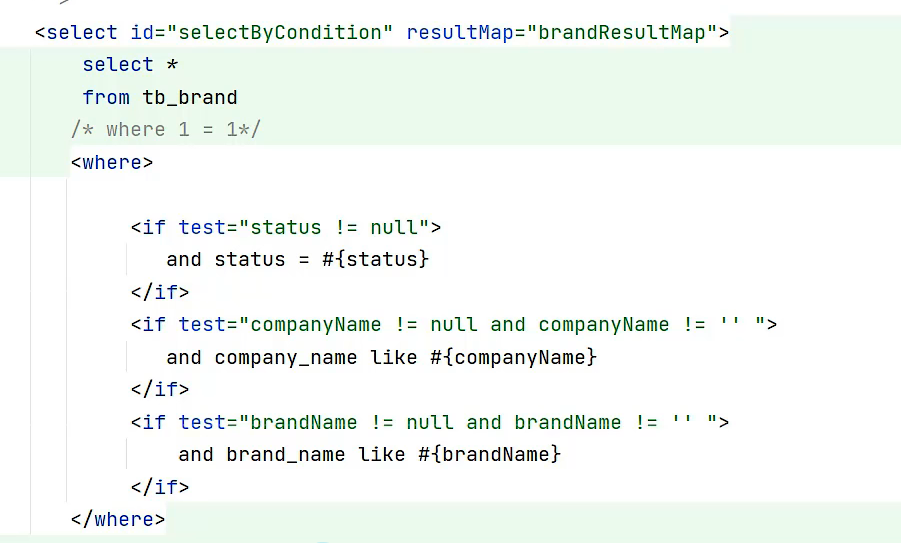 <select id="selectByCondition" resultMap="brandResultMap">
select *
from tb_brand
/* where 1 = 1*/
<where>
<if test="status != null">
and status = #{status}
</if>
<if test="companyName != null and companyName != '' ">
and company_name like #{companyName}
</if>
<if test="brandName != null and brandName != '' ">
and brand_name like #{brandName}
</if>
</where>